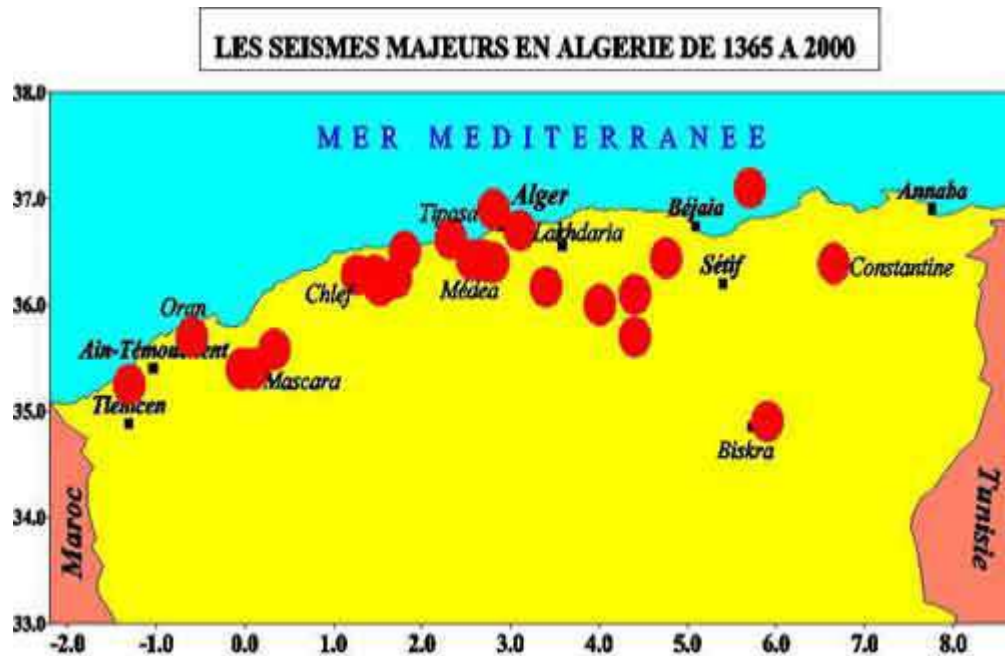 LES SEISMES MAJEURS EN ALGERIE DE 1365 A 2000
38.0
MER MEDITERRANEE
37.0
Annaba
Alger
Tipasa
Béjaia
Lakhdaria
Sétif
Constantine
Médea
Chlef
36.0
Oran
Ain-Témouchent
Mascara
Tlemcen
35.0
Biskra
34.0
Maroc
Tunisie
33.0
-2.0 -1.0 0.0 1.0 2.0 3.0 4.0 5.0 6.0 7.0 8.0